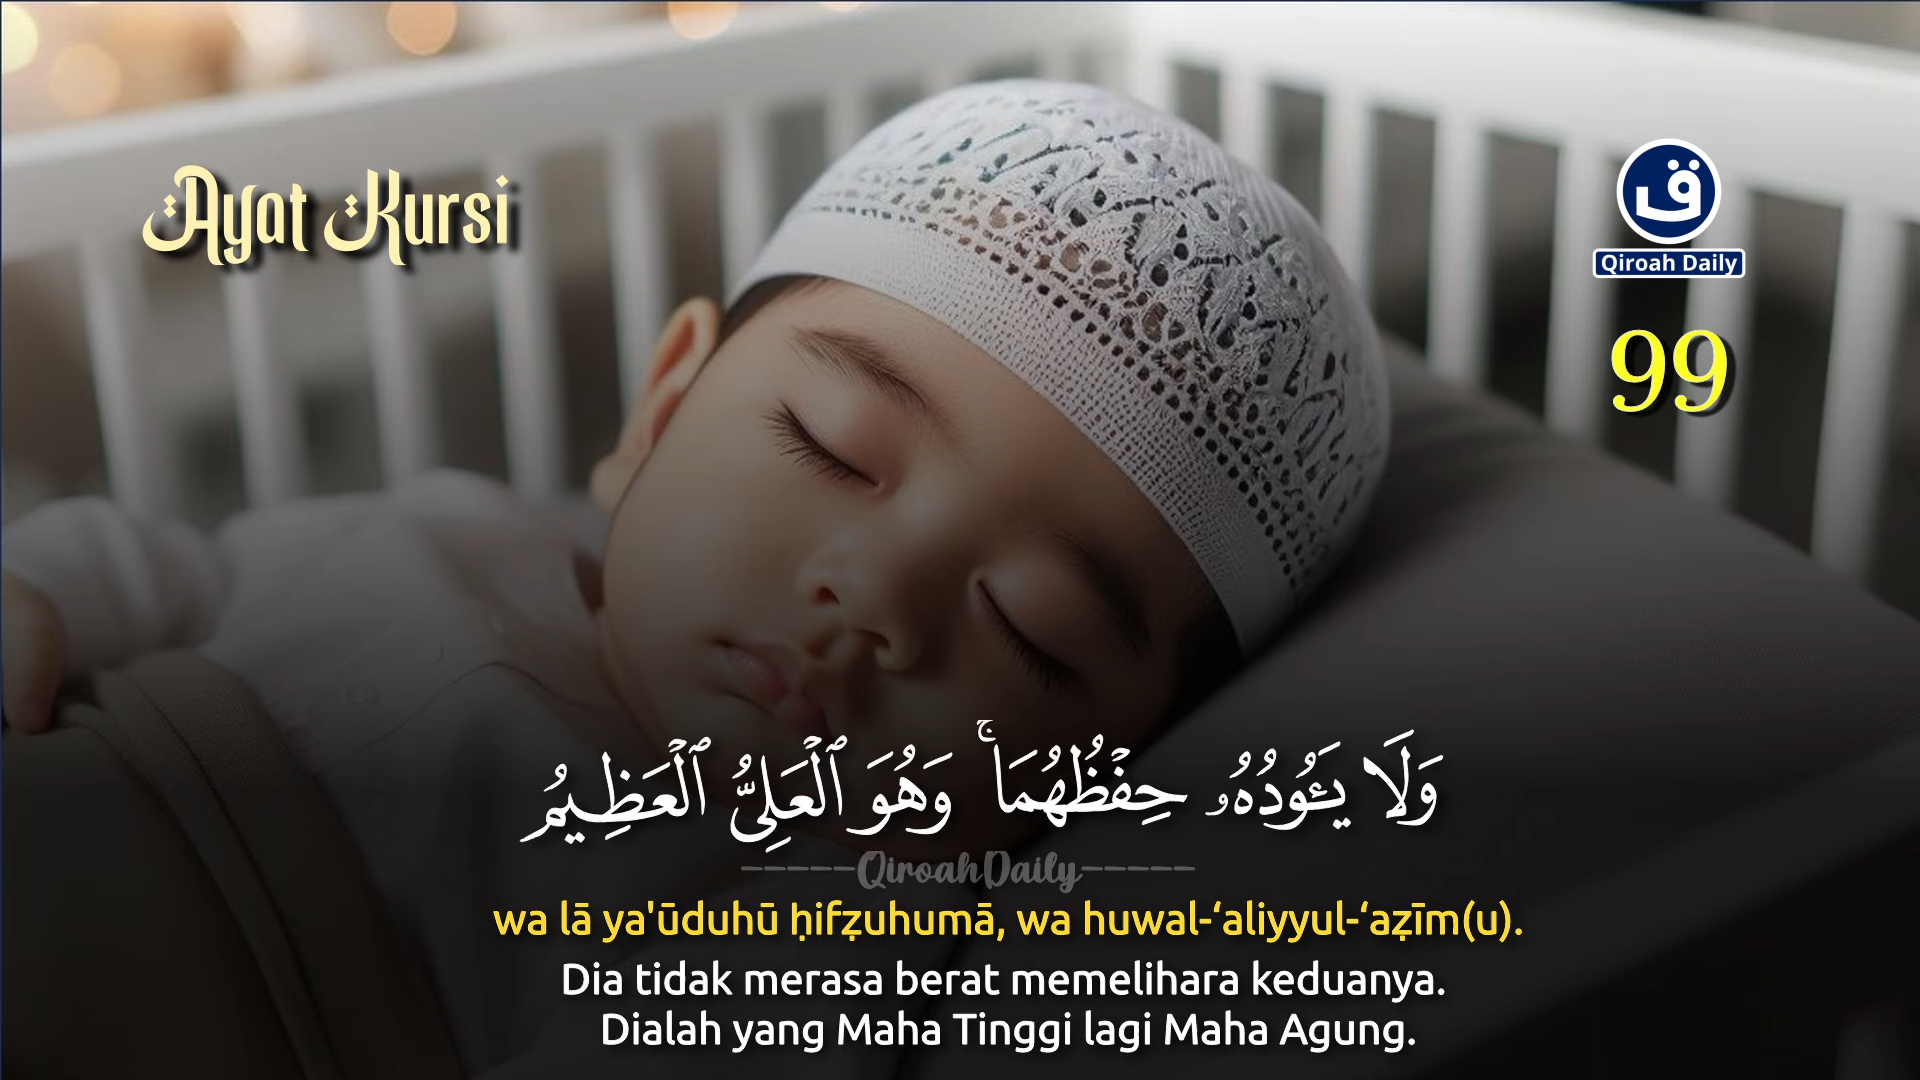 Ayat Kursi
ق
Qiroah Daily
99
وَلَا يَـُٔودُهُۥ حِفْظُهُمَا ۚ وَهُوَ ٱلْعَلِىُّ ٱلْعَظِيمُ
-----QiroahDaily-----
wa lā ya'ūduhū ḥifẓuhumā, wa huwal-‘aliyyul-‘aẓīm(u).
Dia tidak merasa berat memelihara keduanya.
Dialah yang Maha Tinggi lagi Maha Agung.